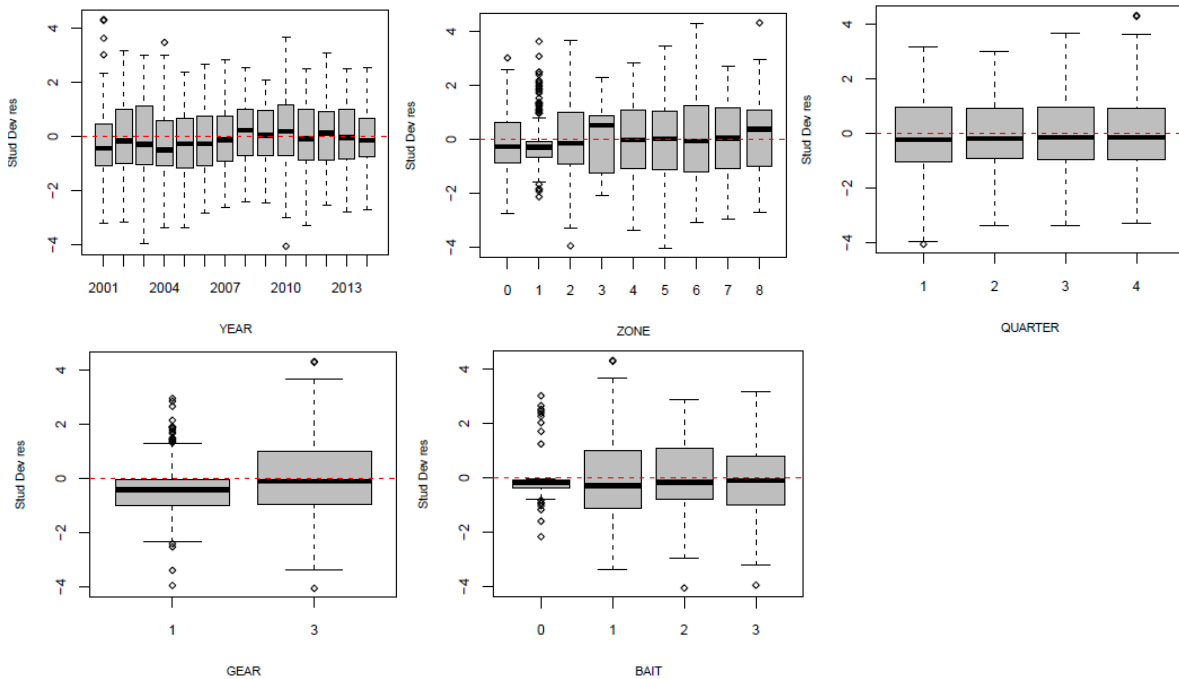 Stud Dev res
4
2
0
−2
−4
2001 2004 2007 2010 2013
YEAR
Stud Dev res
4
2
0
−2
−4
0 1 2 3 4 5 6 7 8
ZONE
Stud Dev res
4
2
0
−2
−4
1 2 3 4
QUARTER
Stud Dev res
4
2
0
−2
−4
1 3
GEAR
Stud Dev res
4
2
0
−2
−4
0 1 2 3
BAIT